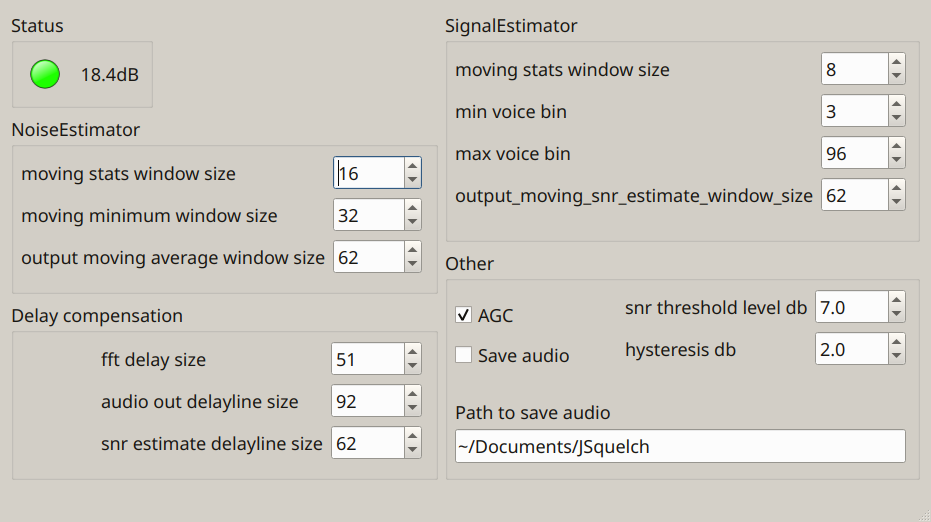 Status
18.4dB
NoiseEstimator
moving stats window size 16
moving minimum window size 32
output moving average window size 62
Delay compensation
fft delay size 51
audio out delayline size 92
snr estimate delayline size 62
SignalEstimator
moving stats window size 8
min voice bin 3
max voice bin 96
output_moving_snr_estimate_window_size 62
Other
AGC
Save audio
snr threshold level db 7.0
hysteresis db 2.0
Path to save audio
~/Documents/JSquelch